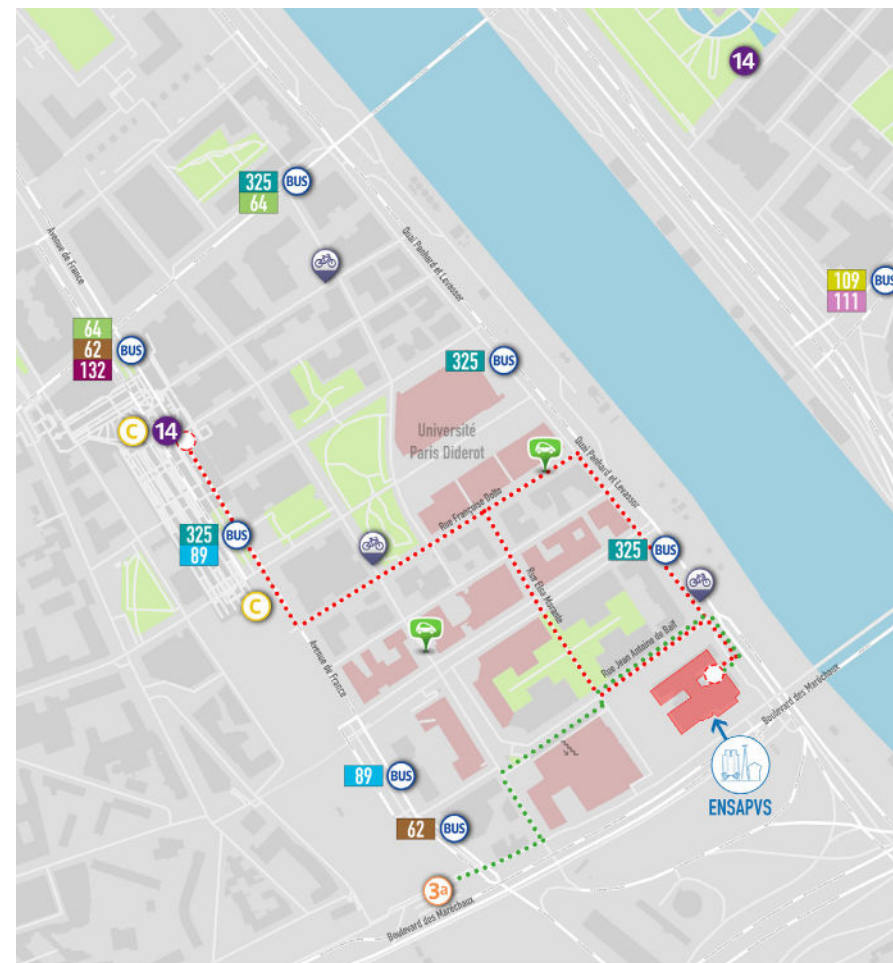 14
325 BUS
64
Avenue de France
Quai Panhard et Levassor
109 BUS
111
64
62 BUS
132
325 BUS
C 14
Université
Paris Diderot
Quai Panhard et Levassor
Rue Françoise Dolto
325 BUS
89
325 BUS
C
Rue Elsa Morante
Avenue de France
Rue Jean Antoine de Baïf
Boulevard des Maréchaux
89 BUS
ENSAPVS
62 BUS
3a
Boulevard des Maréchaux